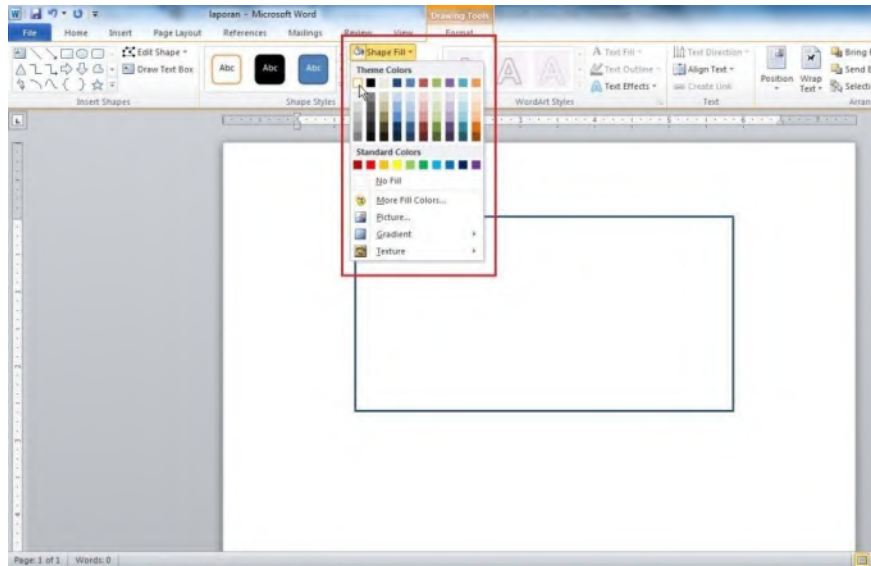 laporan - Microsoft Word
Drawing Tools
File Home Insert Page Layout References Mailings Review View Format
Edit Shape
Draw Text Box
Insert Shapes
Abc Abc Abc
Shape Styles
Shape Fill
Theme Colors
Standard Colors
No Fill
More Fill Colors...
Picture...
Gradient
Texture
A A
WordArt Styles
Text Fill
Text Outline
Text Effects
Text Direction
Align Text
Create Link
Text
Position
Wrap Text
Bring
Send
Selecti
Arran
Page: 1 of 1 Words: 0